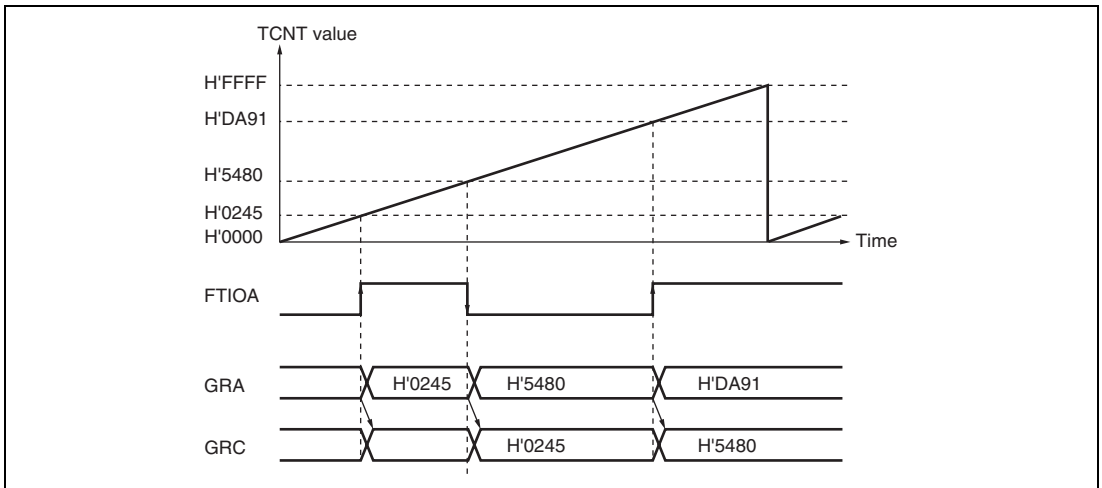 TCNT value
H'FFFF
H'DA91
H'5480
H'0245
H'0000
Time
FTIOA
GRA H'0245 H'5480 H'DA91
GRC H'0245 H'5480